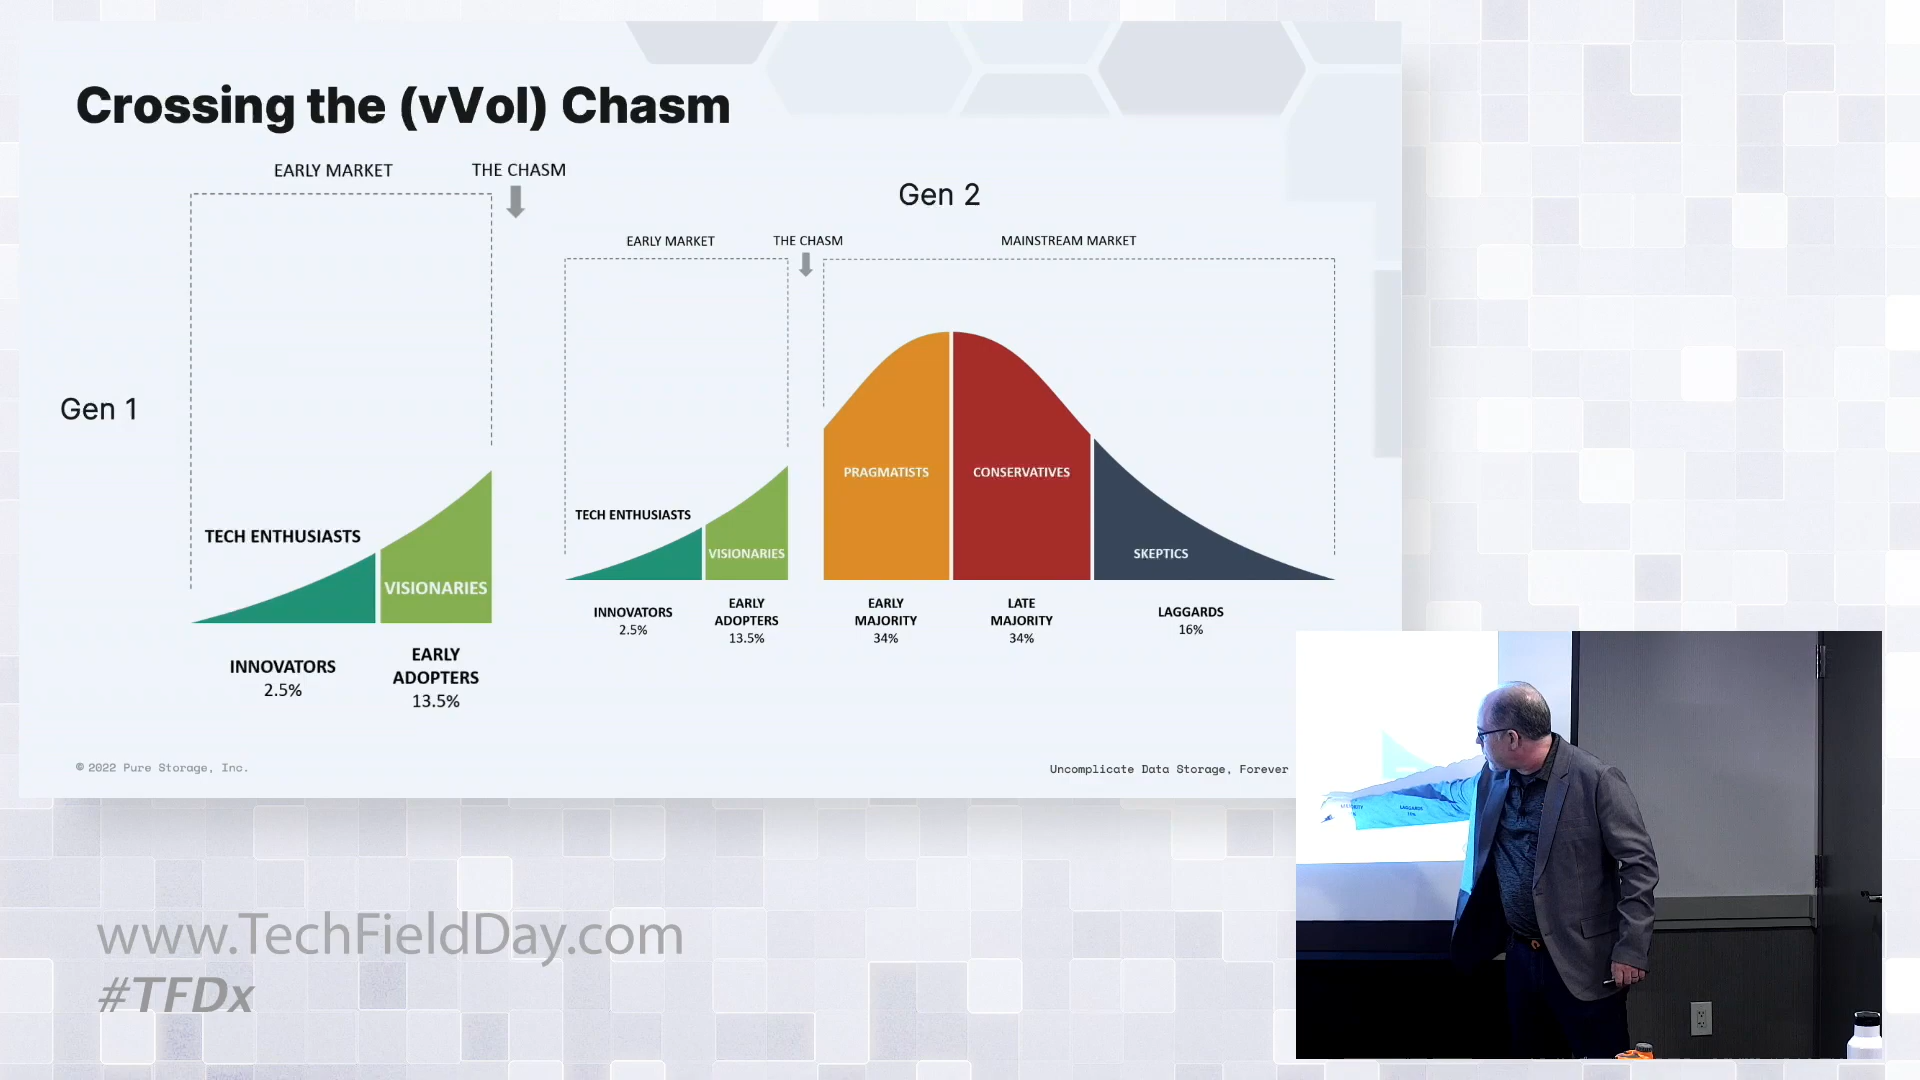 Crossing the (vVol) Chasm
EARLY MARKET
THE CHASM
Gen 1
TECH ENTHUSIASTS
VISIONARIES
INNOVATORS
2.5%
EARLY
ADOPTERS
13.5%
Gen 2
EARLY MARKET
THE CHASM
MAINSTREAM MARKET
TECH ENTHUSIASTS
VISIONARIES
PRAGMATISTS
CONSERVATIVES
SKEPTICS
INNOVATORS
2.5%
EARLY
ADOPTERS
13.5%
EARLY
MAJORITY
34%
LATE
MAJORITY
34%
LAGGARDS
16%
© 2022 Pure Storage, Inc.
Uncomplicate Data Storage, Forever
LAGGARDS
16%
www.TechFieldDay.com
#TFDx